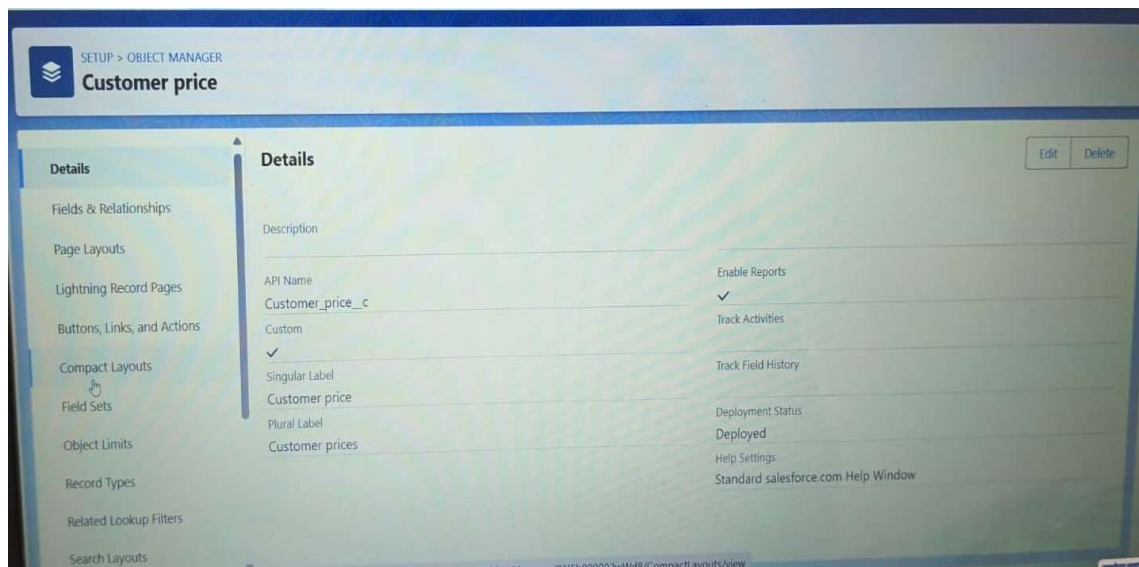 SETUP > OBJECT MANAGER
Customer price
Details
Fields & Relationships
Page Layouts
Lightning Record Pages
Buttons, Links, and Actions
Compact Layouts
Field Sets
Object Limits
Record Types
Related Lookup Filters
Search Layouts
Details
Edit
Delete
Description
API Name
Customer_price__c
Custom
Singular Label
Customer price
Plural Label
Customer prices
Enable Reports
Track Activities
Track Field History
Deployment Status
Deployed
Help Settings
Standard salesforce.com Help Window
/CompactLayouts/view